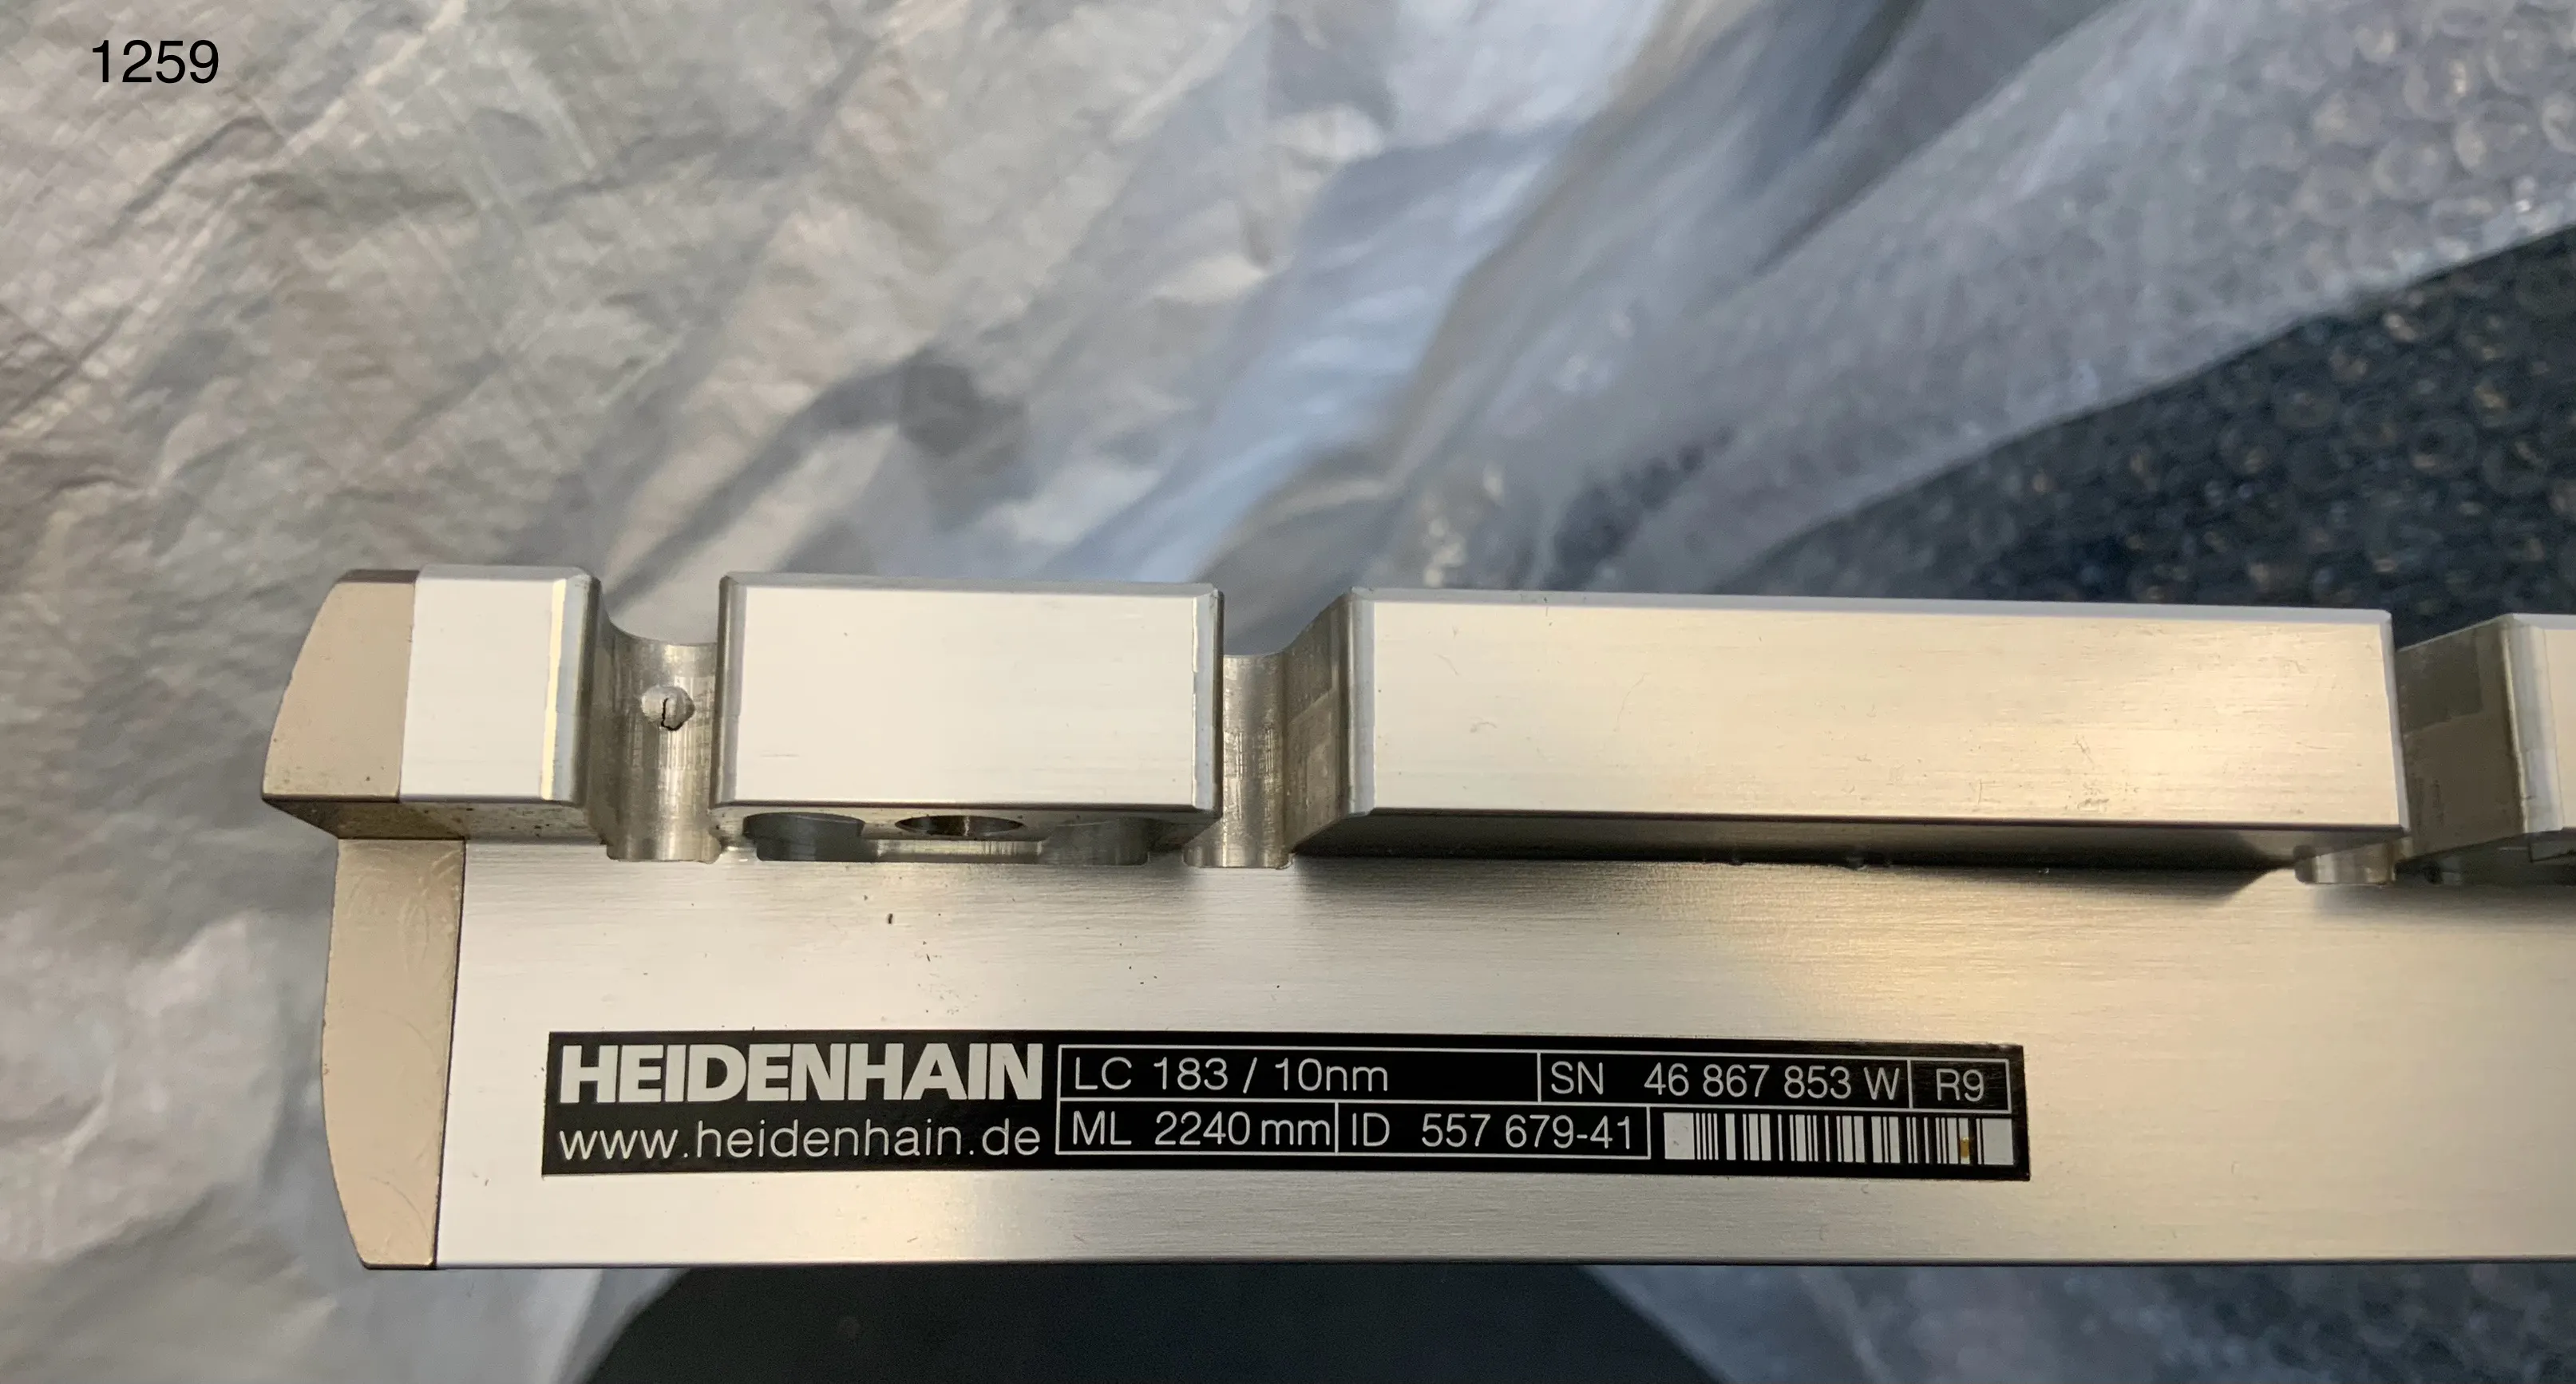 1259
HEIDENHAIN
www.heidenhain.de
LC 183 / 10nm
SN 46 867 853 W
R9
ML 2240 mm
ID 557 679-41